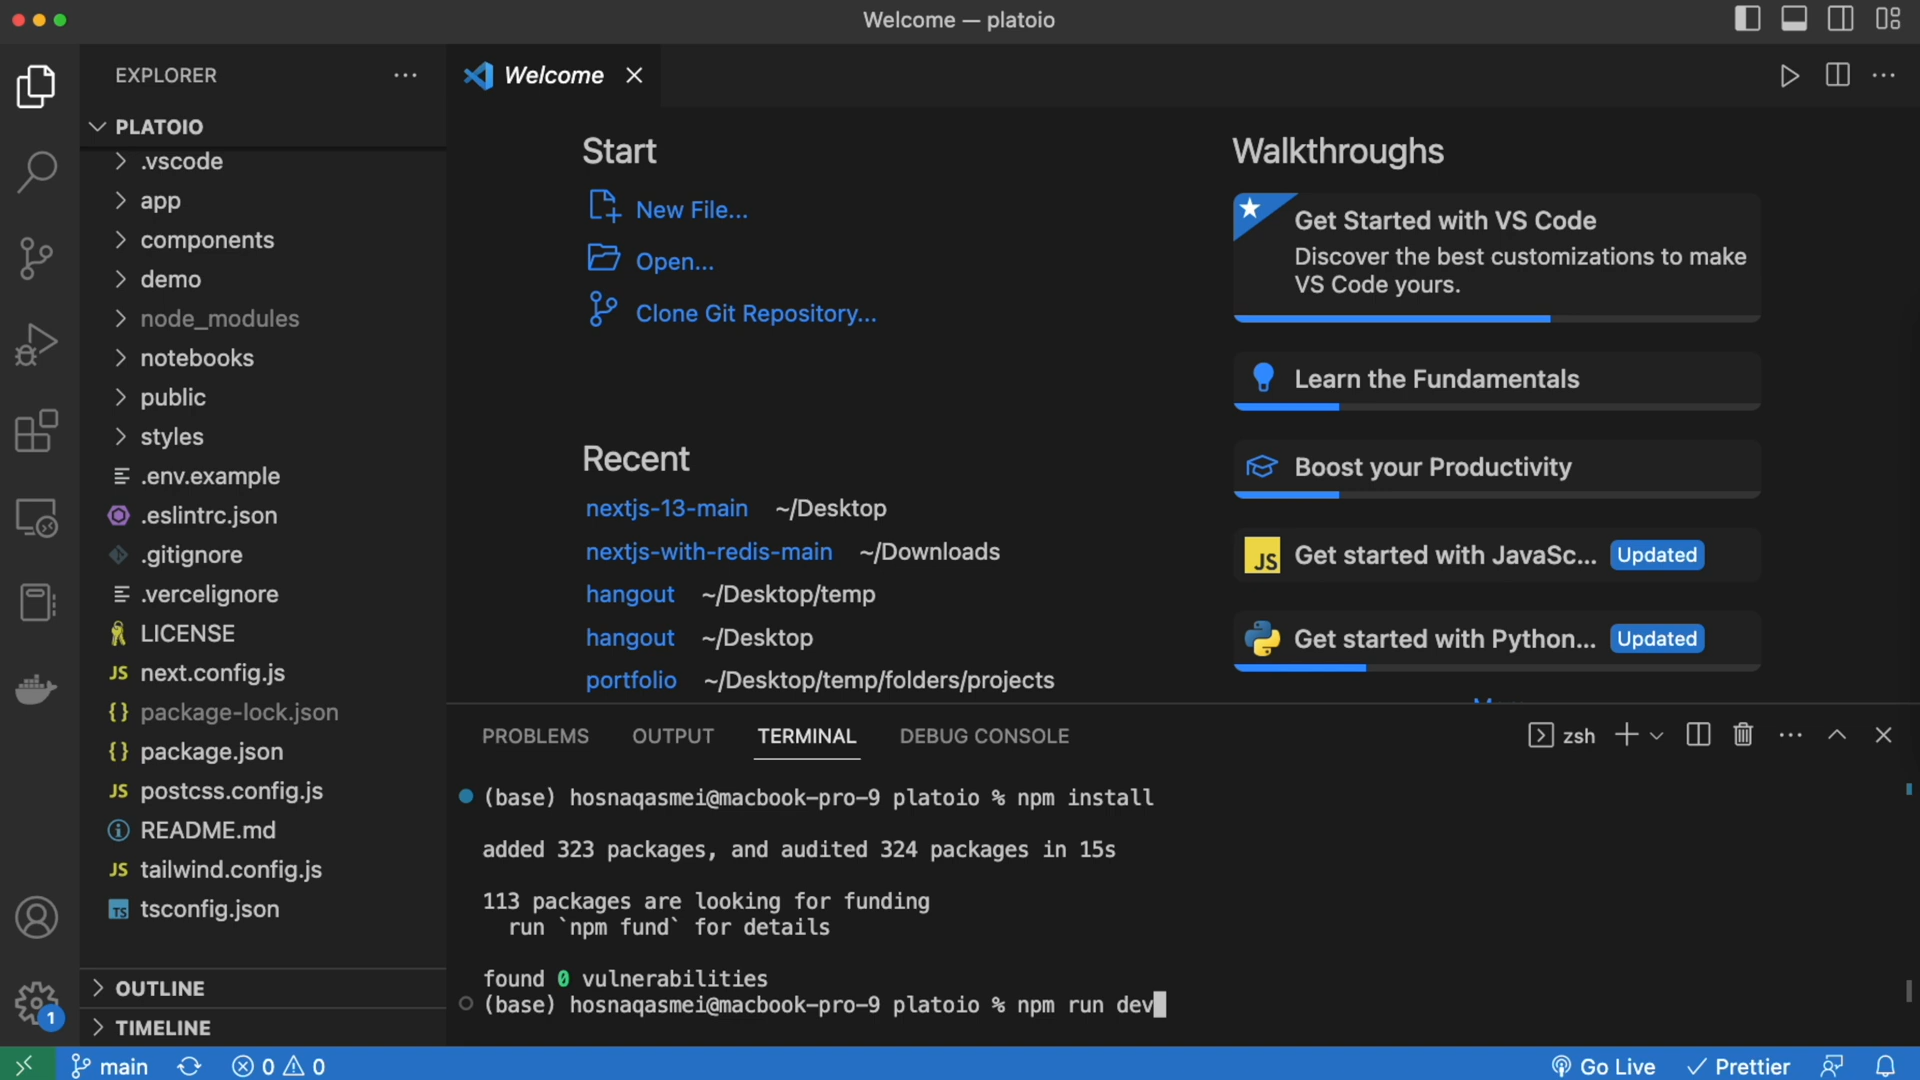 Welcome — platoio
EXPLORER
Welcome
PLATOIO
.vscode
app
components
demo
node_modules
notebooks
public
styles
.env.example
.eslintrc.json
.gitignore
.vercelignore
LICENSE
JS next.config.js
{} package-lock.json
{} package.json
JS postcss.config.js
README.md
JS tailwind.config.js
TS tsconfig.json
OUTLINE
TIMELINE
1
Start
New File...
Open...
Clone Git Repository...
Recent
nextjs-13-main ~/Desktop
nextjs-with-redis-main ~/Downloads
hangout ~/Desktop/temp
hangout ~/Desktop
portfolio ~/Desktop/temp/folders/projects
Walkthroughs
Get Started with VS Code
Discover the best customizations to make
VS Code yours.
Learn the Fundamentals
Boost your Productivity
JS Get started with JavaSc... Updated
Get started with Python... Updated
PROBLEMS OUTPUT TERMINAL DEBUG CONSOLE
zsh
(base) hosnaqasmei@macbook-pro-9 platoio % npm install
added 323 packages, and audited 324 packages in 15s
113 packages are looking for funding
run `npm fund` for details
found 0 vulnerabilities
(base) hosnaqasmei@macbook-pro-9 platoio % npm run dev
main 0 0 Go Live Prettier